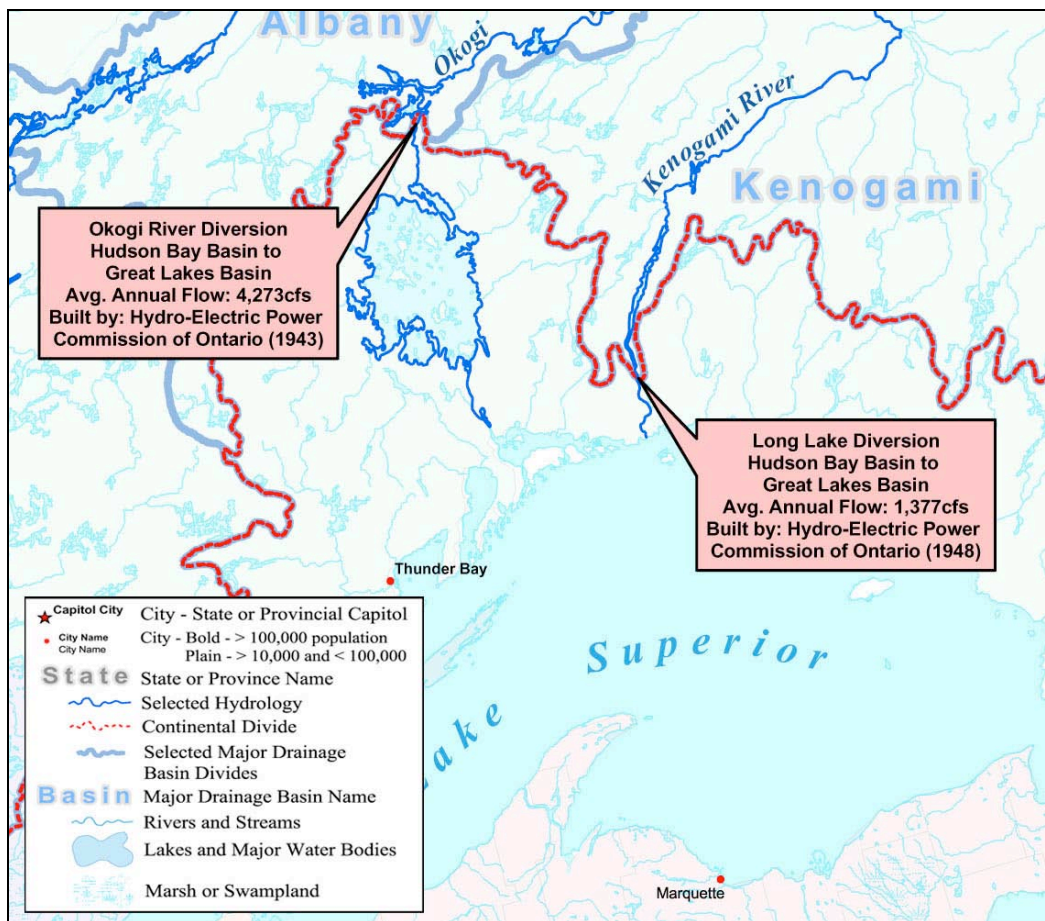 Albany
Okogi
Kenogami River
Kenogami
Okogi River Diversion
Hudson Bay Basin to
Great Lakes Basin
Avg. Annual Flow: 4,273cfs
Built by: Hydro-Electric Power
Commission of Ontario (1943)
Long Lake Diversion
Hudson Bay Basin to
Great Lakes Basin
Avg. Annual Flow: 1,377cfs
Built by: Hydro-Electric Power
Commission of Ontario (1948)
Thunder Bay
Lake Superior
Marquette
Capitol City City - State or Provincial Capitol
City Name City - Bold - > 100,000 population
City Name Plain - > 10,000 and < 100,000
State State or Province Name
Selected Hydrology
Continental Divide
Selected Major Drainage
Basin Divides
Basin Major Drainage Basin Name
Rivers and Streams
Lakes and Major Water Bodies
Marsh or Swampland